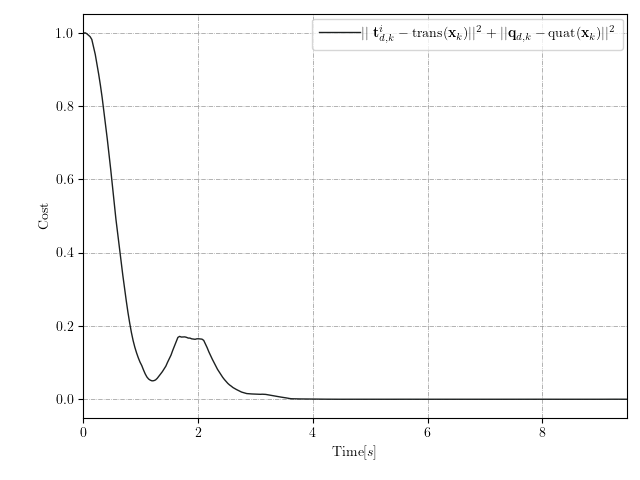 || t^i_{d,k} − trans(x_k)||² + ||q_{d,k} − quat(x_k)||²
1.0
0.8
0.6
0.4
0.2
0.0
Cost
0 2 4 6 8
Time[s]